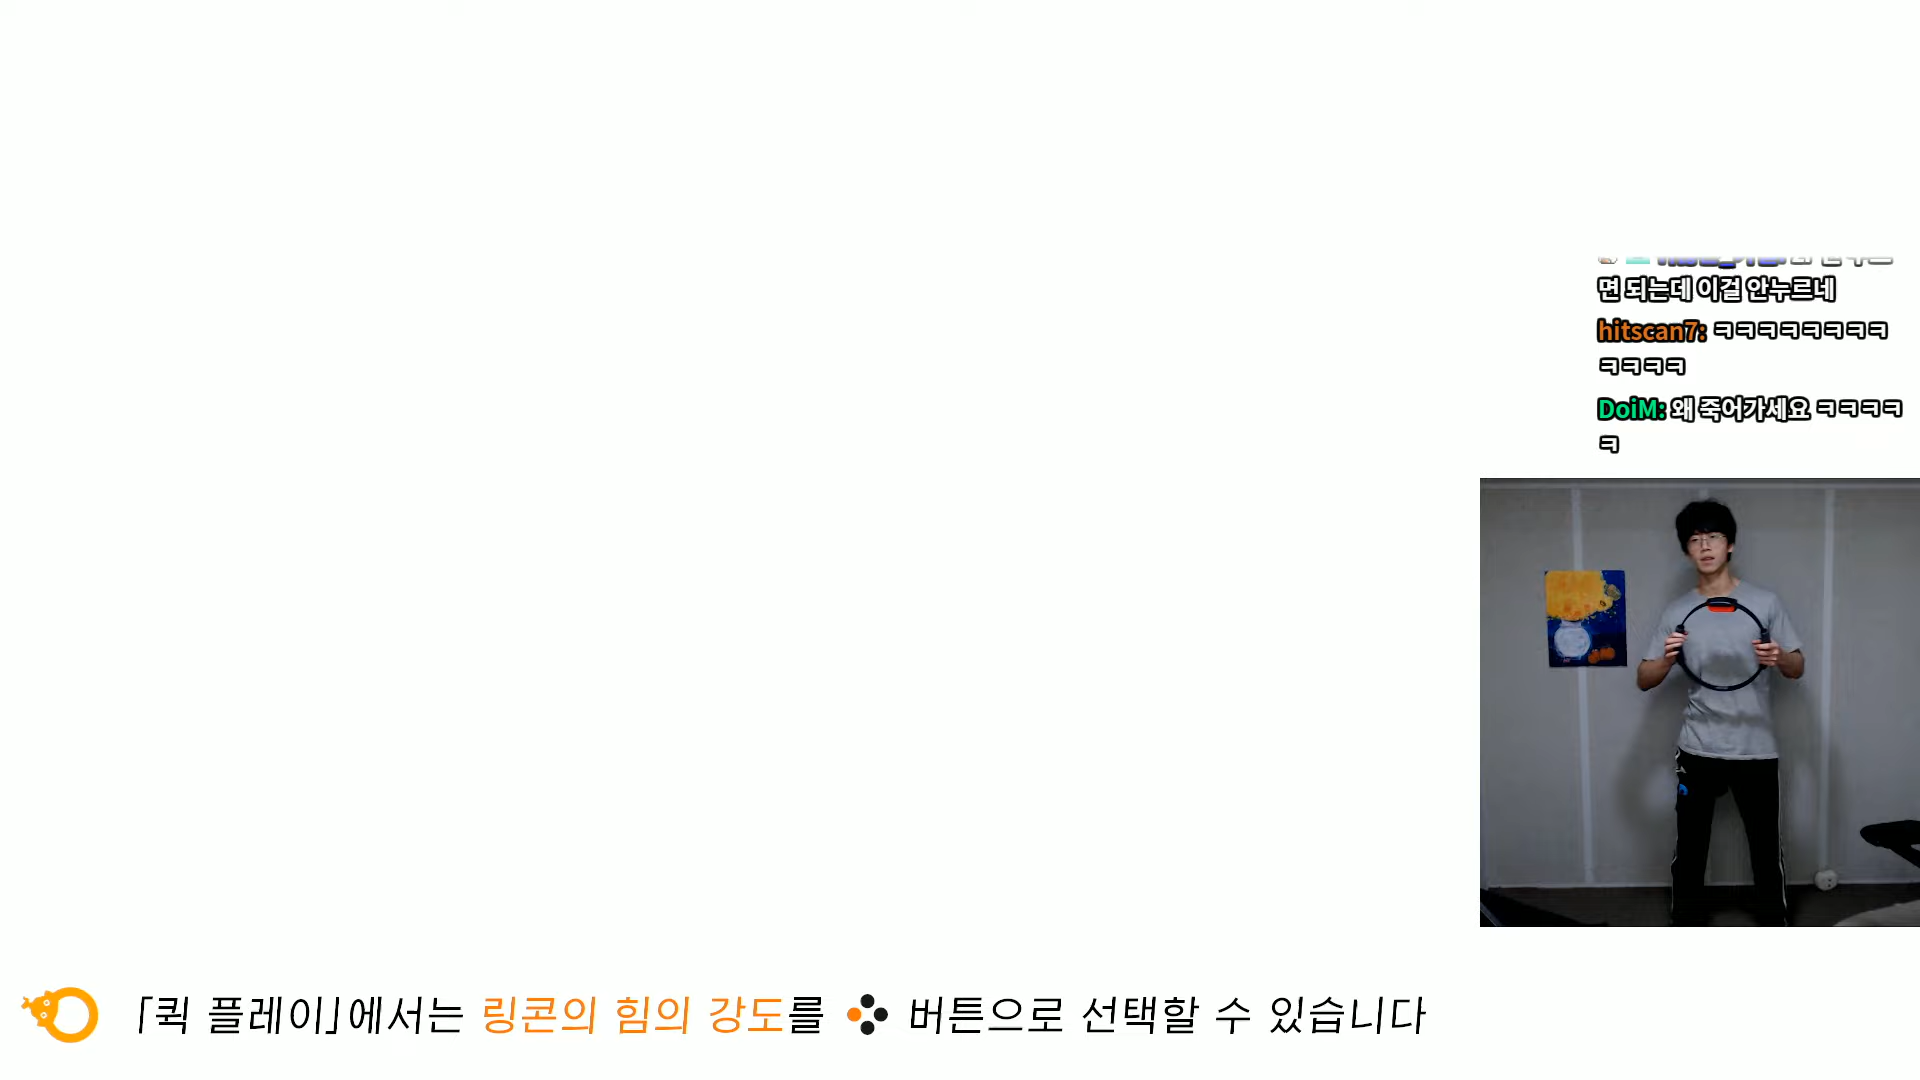 면 되는데 이걸 안누르네
hitscan7: ㅋㅋㅋㅋㅋㅋㅋㅋ
ㅋㅋㅋㅋ
DoiM: 왜 죽어가세요 ㅋㅋㅋㅋ
ㅋ
「퀵 플레이」에서는 링콘의 힘의 강도를 버튼으로 선택할 수 있습니다